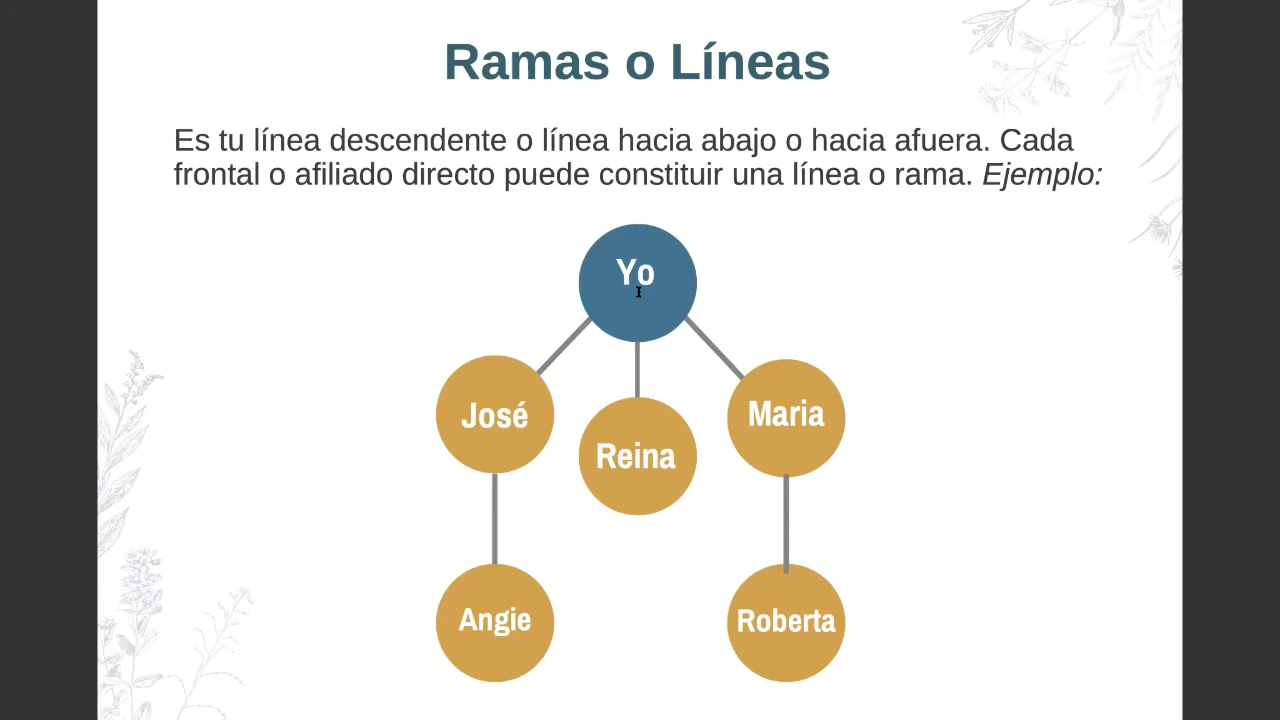 Ramas o Líneas
Es tu línea descendente o línea hacia abajo o hacia afuera. Cada
frontal o afiliado directo puede constituir una línea o rama. Ejemplo:
Yo
José
Reina
Maria
Angie
Roberta